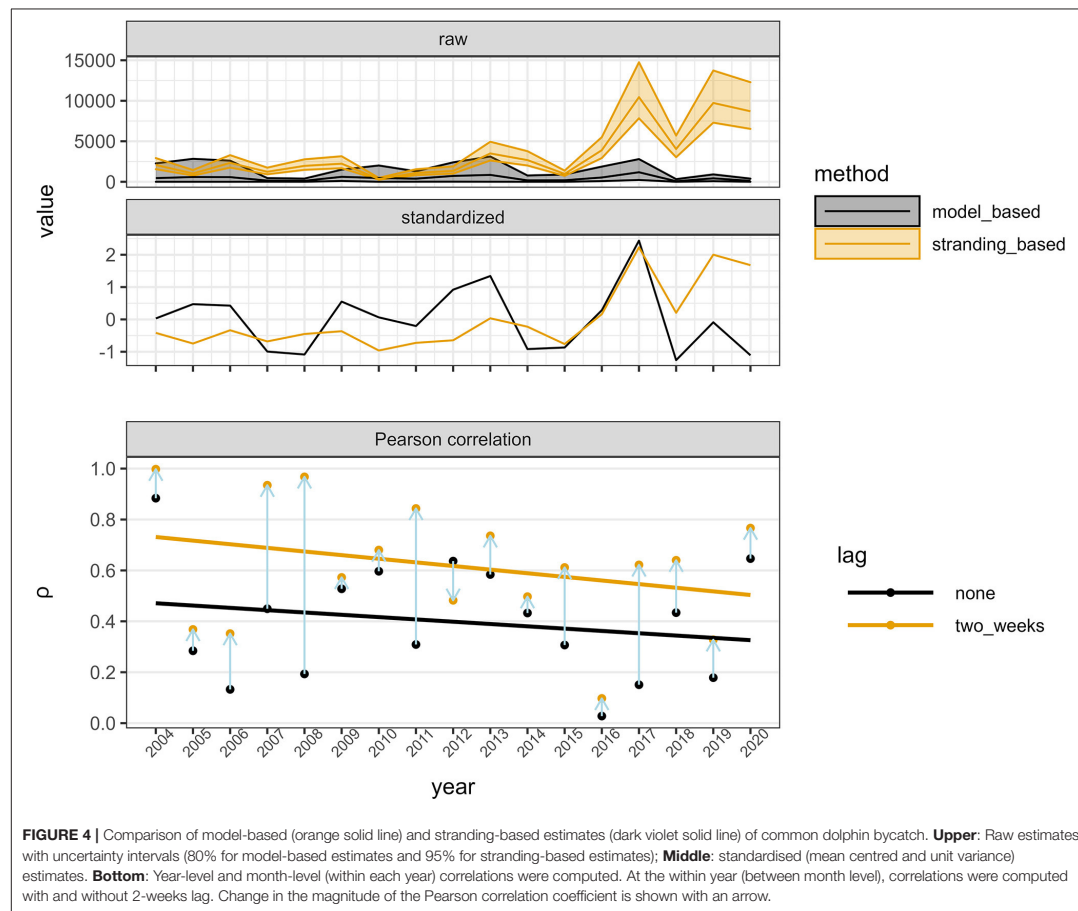 raw
15000
10000
5000
0
value
standardized
2
1
0
-1
method
model_based
stranding_based
Pearson correlation
1.0
0.8
0.6
0.4
0.2
0.0
ρ
2004 2005 2006 2007 2008 2009 2010 2011 2012 2013 2014 2015 2016 2017 2018 2019 2020
year
lag
none
two_weeks
FIGURE 4 | Comparison of model-based (orange solid line) and stranding-based estimates (dark violet solid line) of common dolphin bycatch. Upper: Raw estimates
with uncertainty intervals (80% for model-based estimates and 95% for stranding-based estimates); Middle: standardised (mean centred and unit variance)
estimates. Bottom: Year-level and month-level (within each year) correlations were computed. At the within year (between month level), correlations were computed
with and without 2-weeks lag. Change in the magnitude of the Pearson correlation coefficient is shown with an arrow.